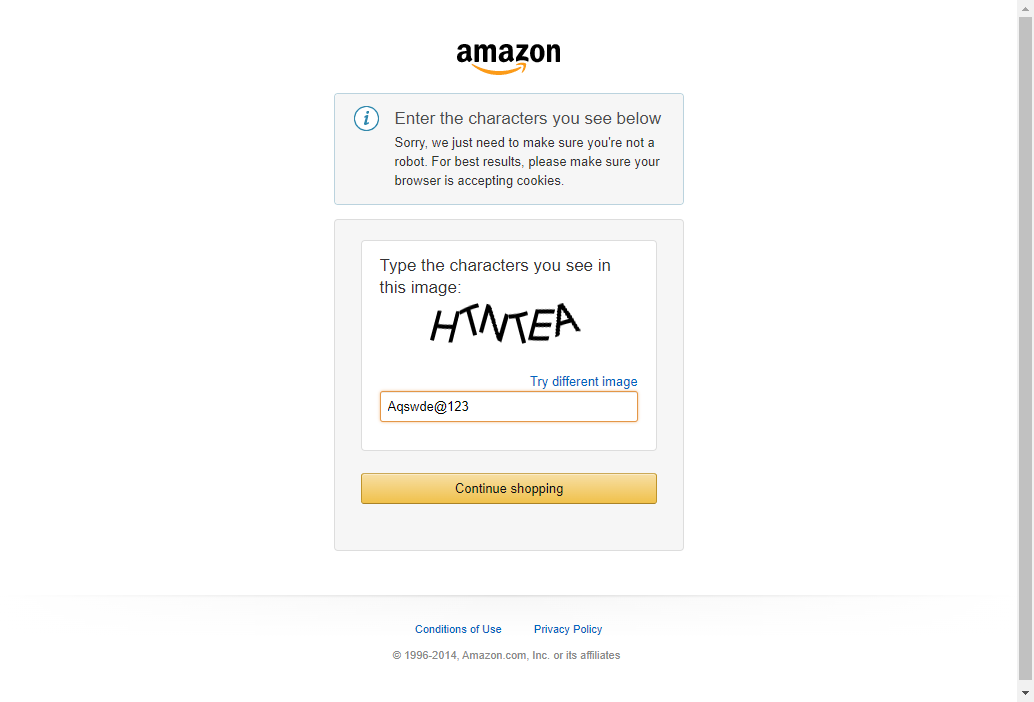 amazon
i
Enter the characters you see below
Sorry, we just need to make sure you're not a
robot. For best results, please make sure your
browser is accepting cookies.
Type the characters you see in
this image:
HTNTEA
Try different image
Aqswde@123
Continue shopping
Conditions of Use Privacy Policy
© 1996-2014, Amazon.com, Inc. or its affiliates